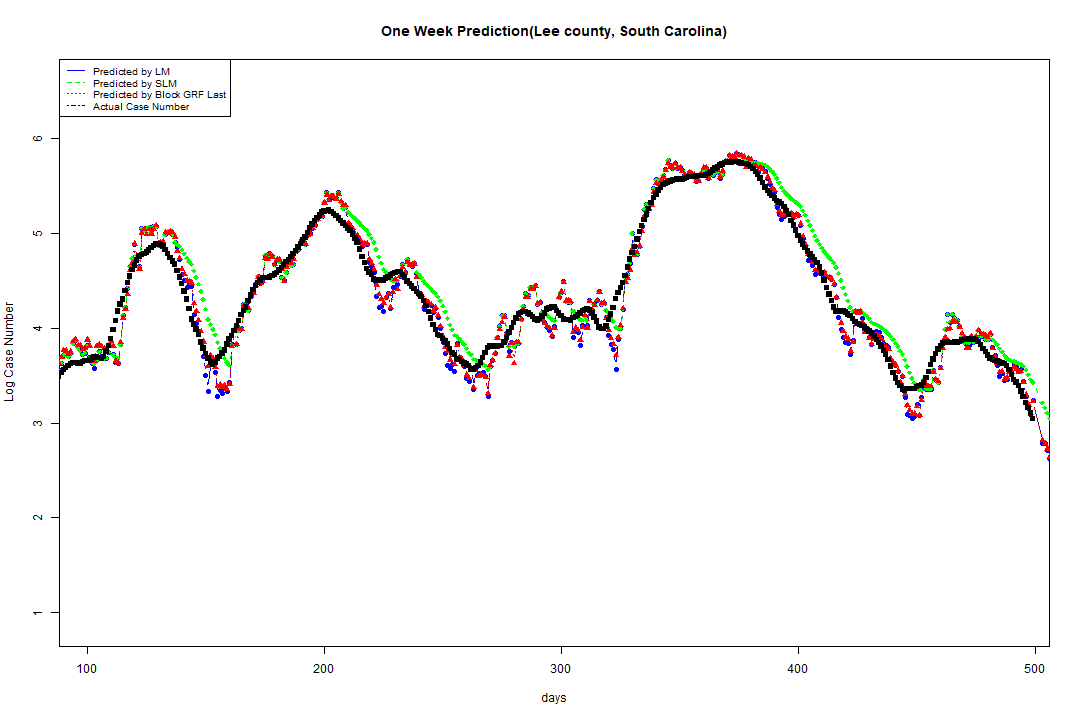 One Week Prediction(Lee county, South Carolina)
Predicted by LM
Predicted by SLM
Predicted by Block GRF Last
Actual Case Number
6
5
4
3
2
1
Log Case Number
100 200 300 400 500
days